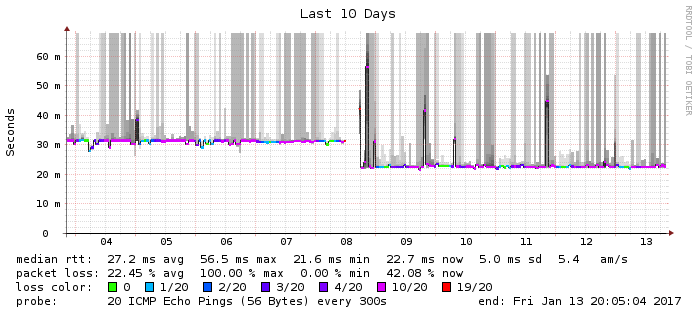 Last 10 Days
RRDTOOL / TOBI OETIKER
Seconds
60 m
50 m
40 m
30 m
20 m
10 m
0
04 05 06 07 08 09 10 11 12 13
median rtt: 27.2 ms avg 56.5 ms max 21.6 ms min 22.7 ms now 5.0 ms sd 5.4 am/s
packet loss: 22.45 % avg 100.00 % max 0.00 % min 42.08 % now
loss color: 0 1/20 2/20 3/20 4/20 10/20 19/20
probe: 20 ICMP Echo Pings (56 Bytes) every 300s end: Fri Jan 13 20:05:04 2017